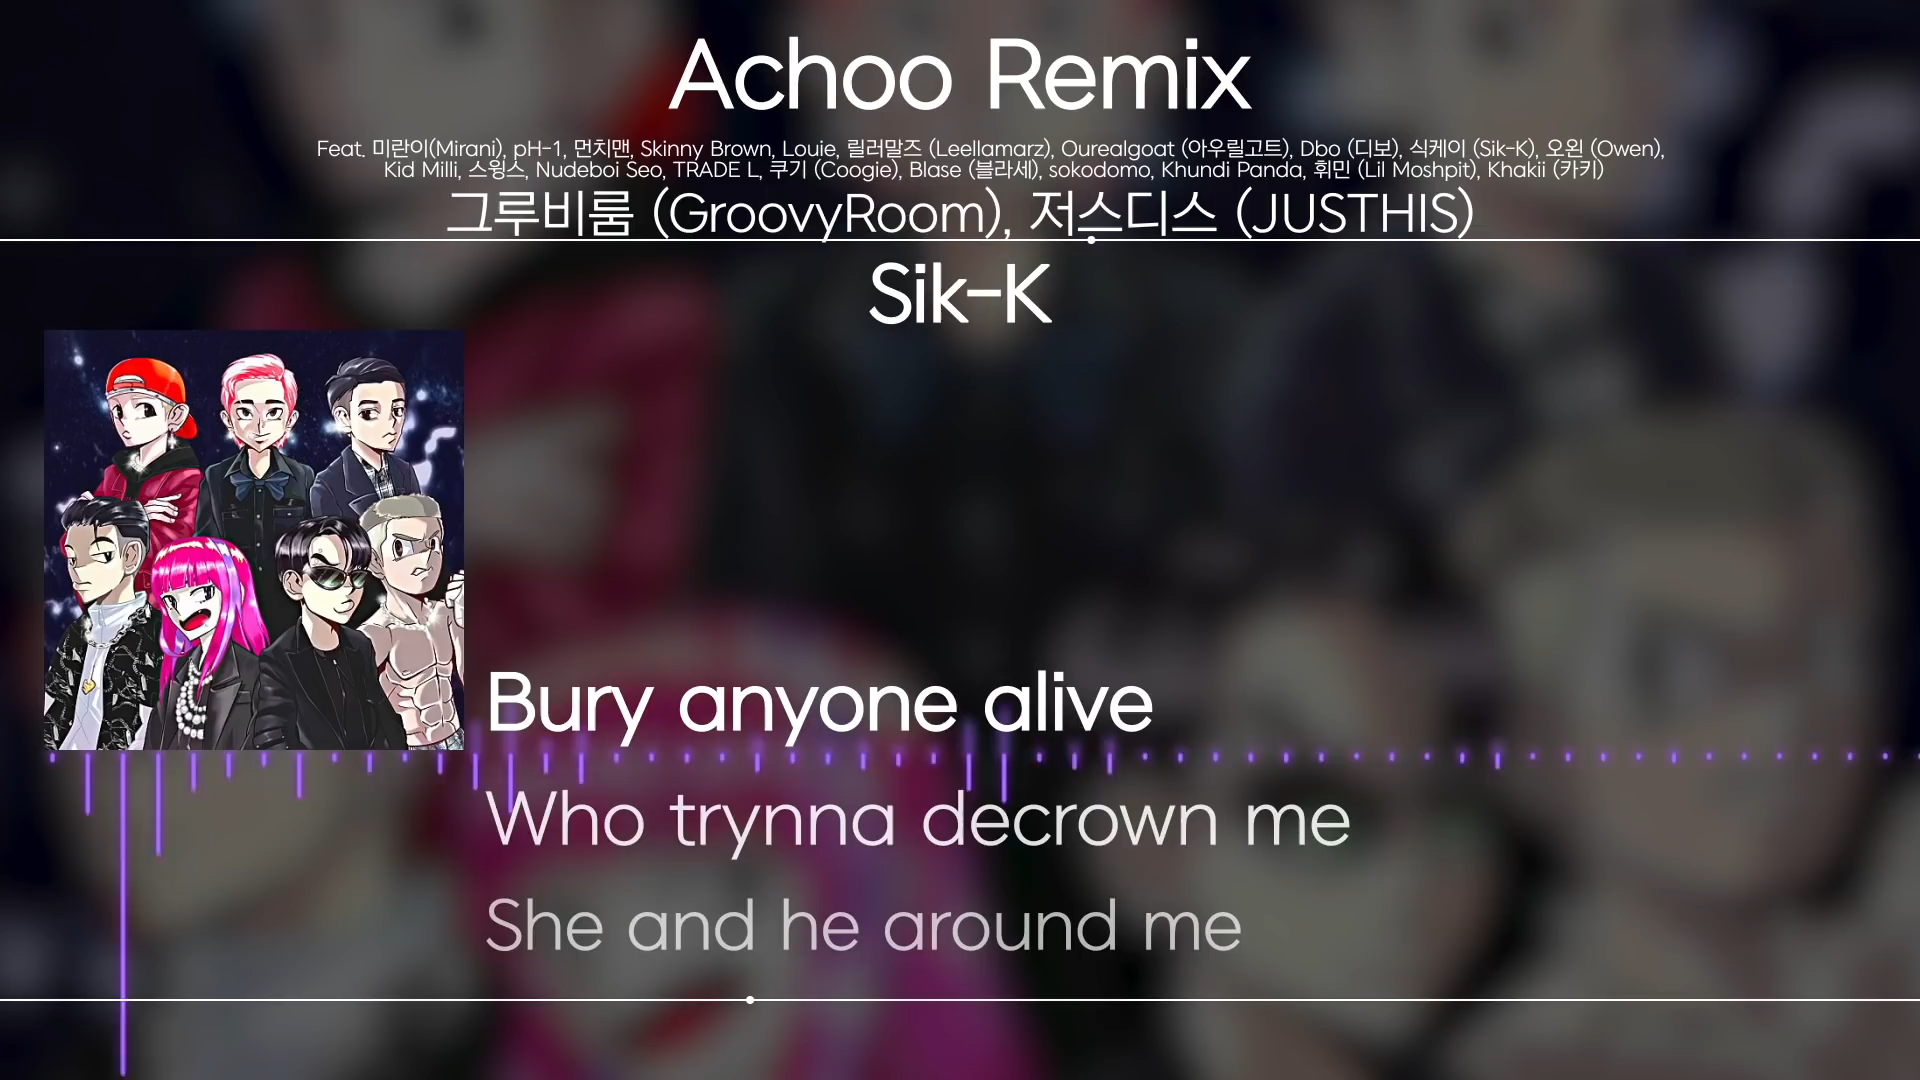 Achoo Remix
Feat. 미란이(Mirani), pH-1, 먼치맨, Skinny Brown, Louie, 릴러말즈 (Leellamarz), Ourealgoat (아우릴고트), Dbo (디보), 식케이 (Sik-K), 오왼 (Owen),
Kid Milli, 스윙스, Nudeboi Seo, TRADE L, 쿠기 (Coogie), Blase (블라세), sokodomo, Khundi Panda, 휘민 (Lil Moshpit), Khakii (카키)
그루비룸 (GroovyRoom), 저스디스 (JUSTHIS)
Sik-K
Bury anyone alive
Who trynna decrown me
She and he around me